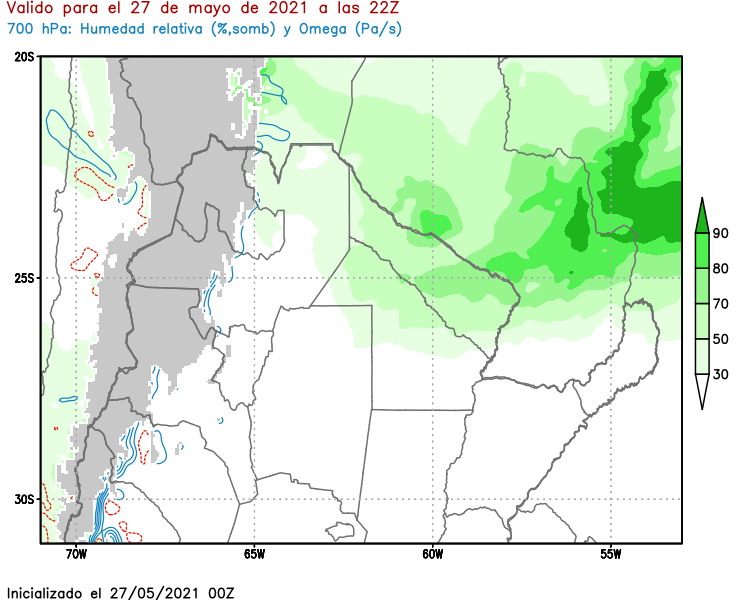 Valido para el 27 de mayo de 2021 a las 22Z
700 hPa: Humedad relativa (%,somb) y Omega (Pa/s)
20S
25S
30S
70W
65W
60W
55W
90
80
70
50
30
Inicializado el 27/05/2021 00Z